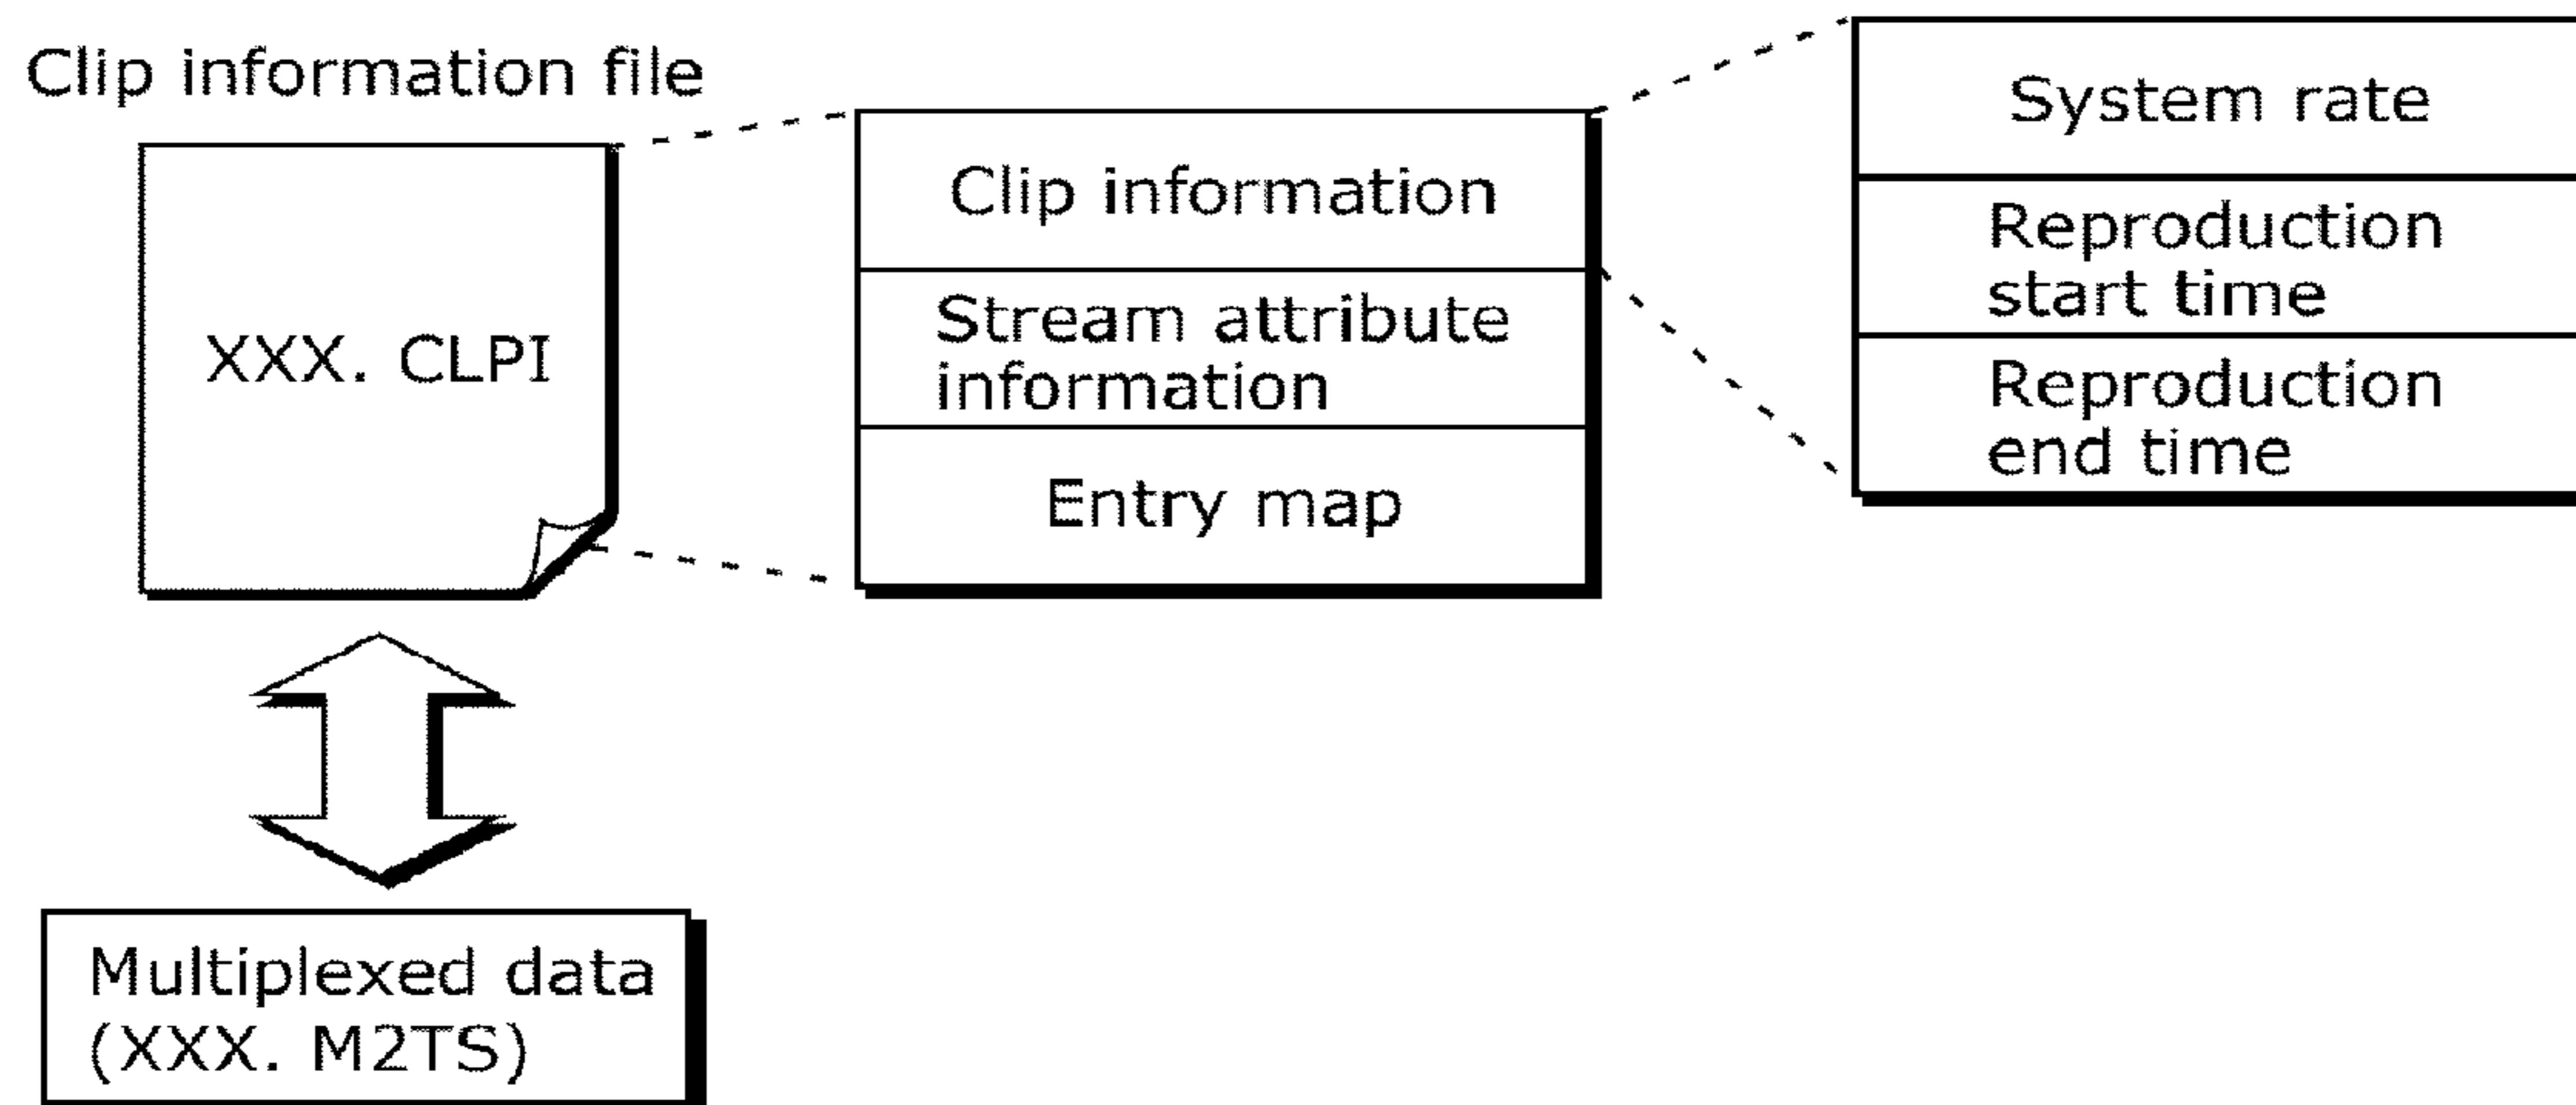 Clip information file
XXX. CLPI
Clip information
Stream attribute
information
Entry map
System rate
Reproduction
start time
Reproduction
end time
Multiplexed data
(XXX. M2TS)